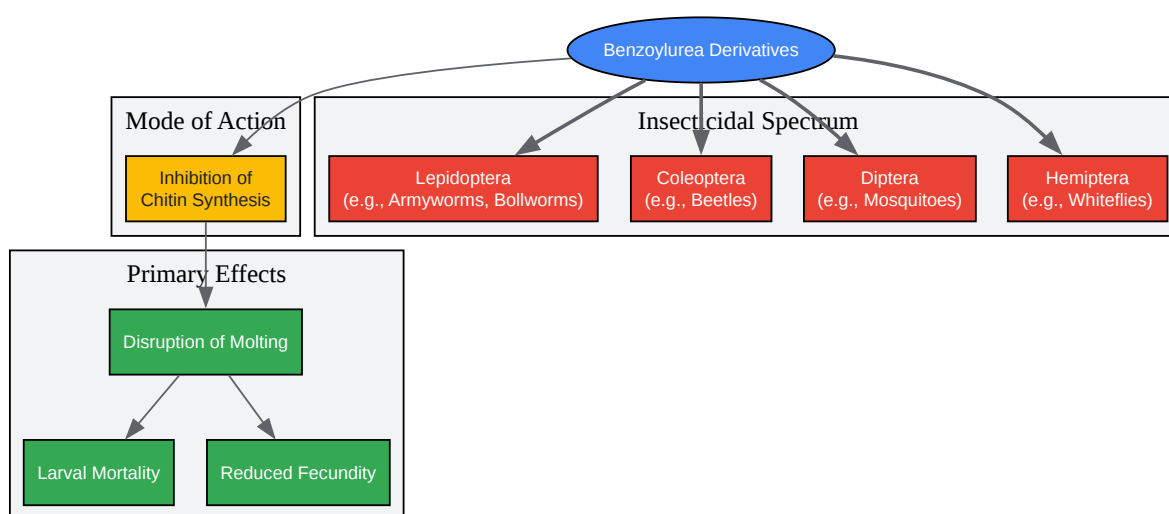 Benzoylurea Derivatives
Mode of Action
Insecticidal Spectrum
Inhibition of
Chitin Synthesis
Lepidoptera
(e.g., Armyworms, Bollworms)
Coleoptera
(e.g., Beetles)
Diptera
(e.g., Mosquitoes)
Hemiptera
(e.g., Whiteflies)
Primary Effects
Disruption of Molting
Larval Mortality
Reduced Fecundity